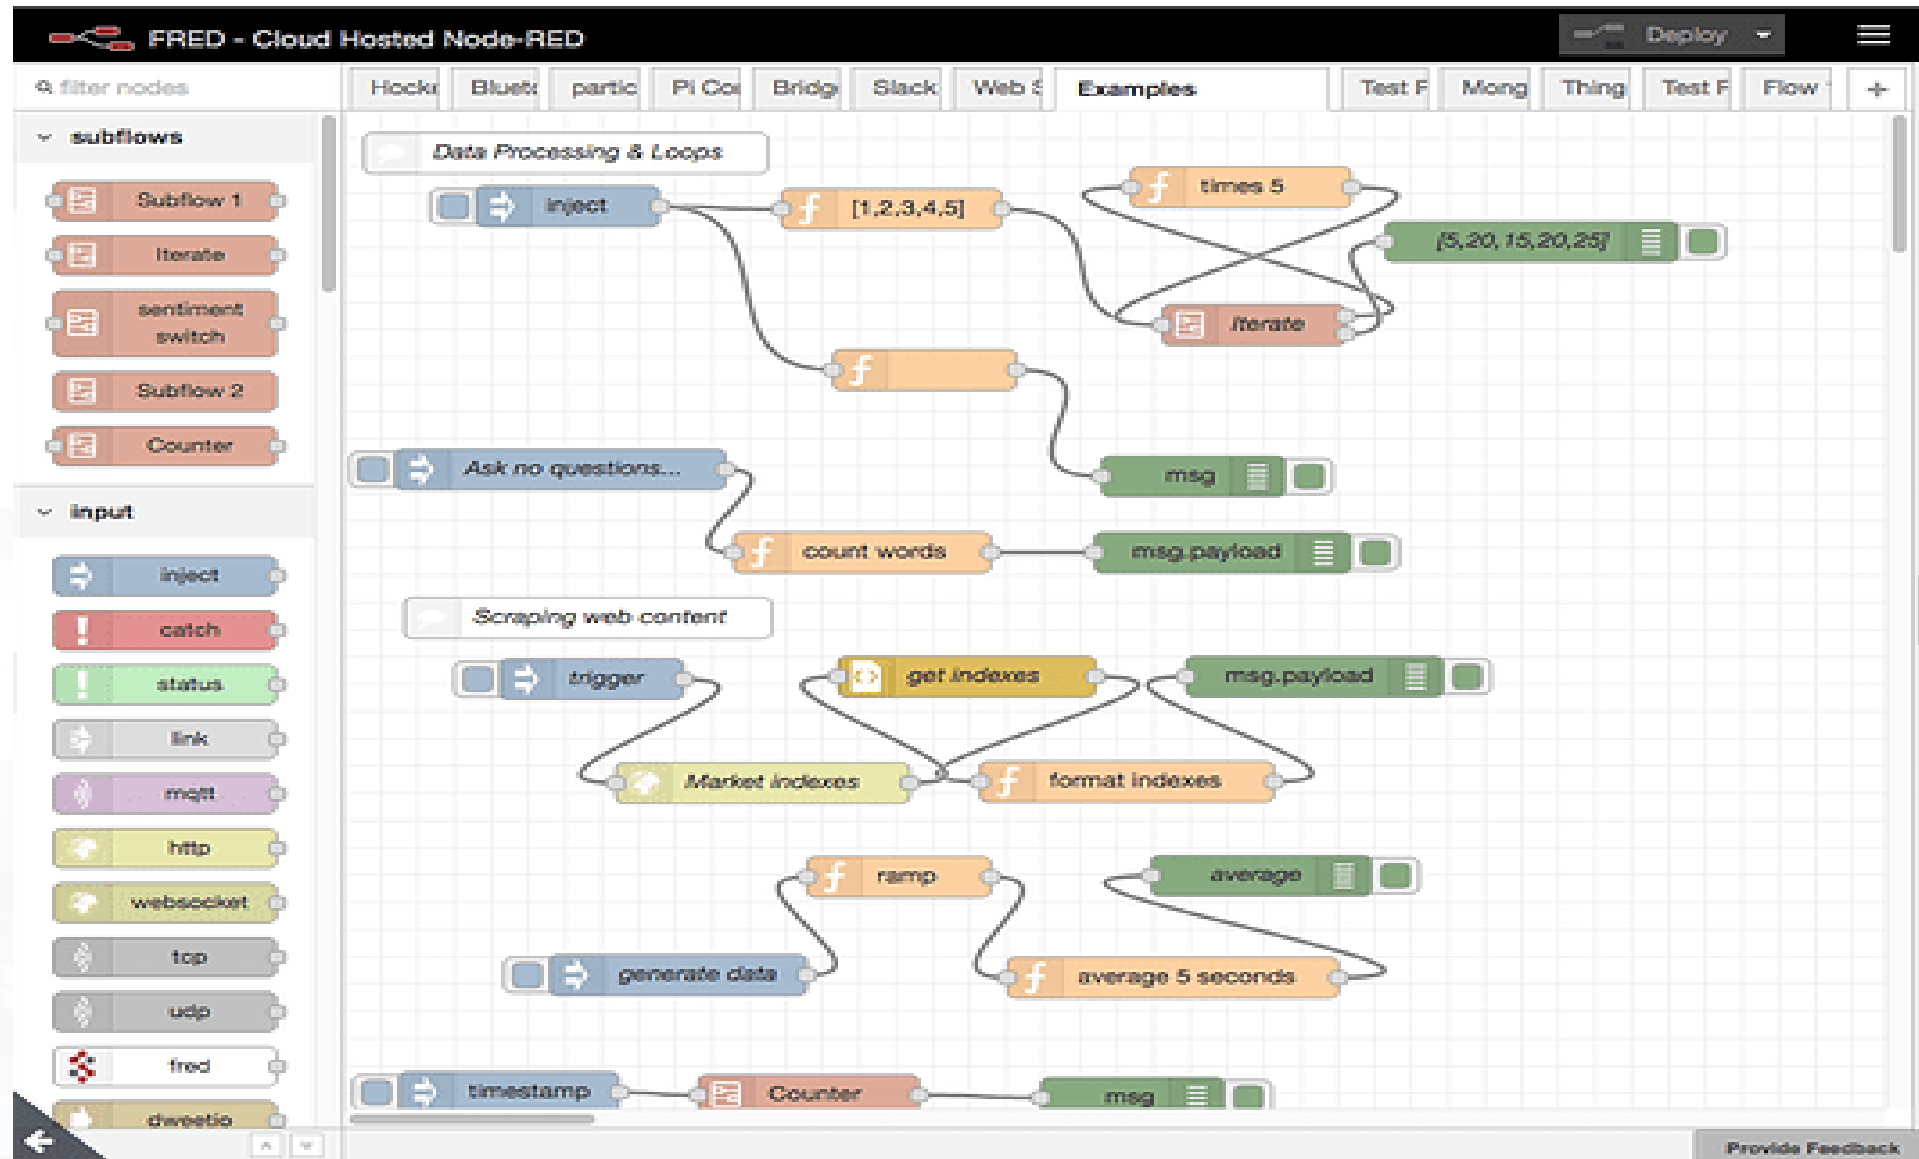 FRED - Cloud Hosted Node-RED
Deploy
filter nodes
Hocke
Bluet
partic
Pi Co
Bridg
Slack
Web S
Examples
Test F
Mong
Thing
Test F
Flow
+
subflows
Subflow 1
Iterate
sentiment
switch
Subflow 2
Counter
input
inject
catch
status
link
mqtt
http
websocket
tcp
udp
fred
dweetio
Data Processing & Loops
inject
[1,2,3,4,5]
times 5
[5,20,15,20,25]
Iterate
Ask no questions...
msg
count words
msg.payload
Scraping web content
trigger
get indexes
msg.payload
Market indexes
format indexes
ramp
average
generate data
average 5 seconds
timestamp
Counter
msg
Provide Feedback